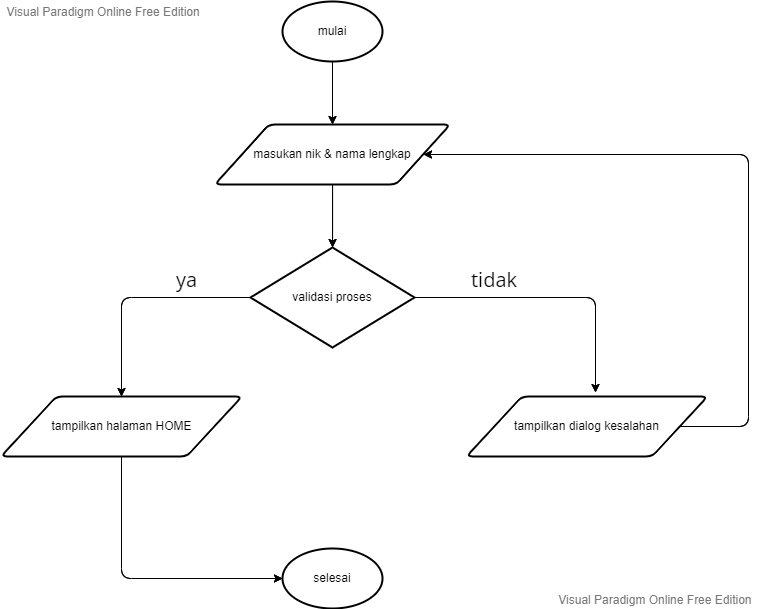 Visual Paradigm Online Free Edition
mulai
masukan nik & nama lengkap
validasi proses
ya
tidak
tampilkan halaman HOME
tampilkan dialog kesalahan
selesai
Visual Paradigm Online Free Edition